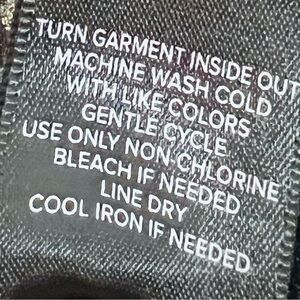 TURN GARMENT INSIDE OUT
MACHINE WASH COLD
WITH LIKE COLORS
GENTLE CYCLE
USE ONLY NON CHLORINE
BLEACH IF NEEDED
LINE DRY
COOL IRON IF NEEDED